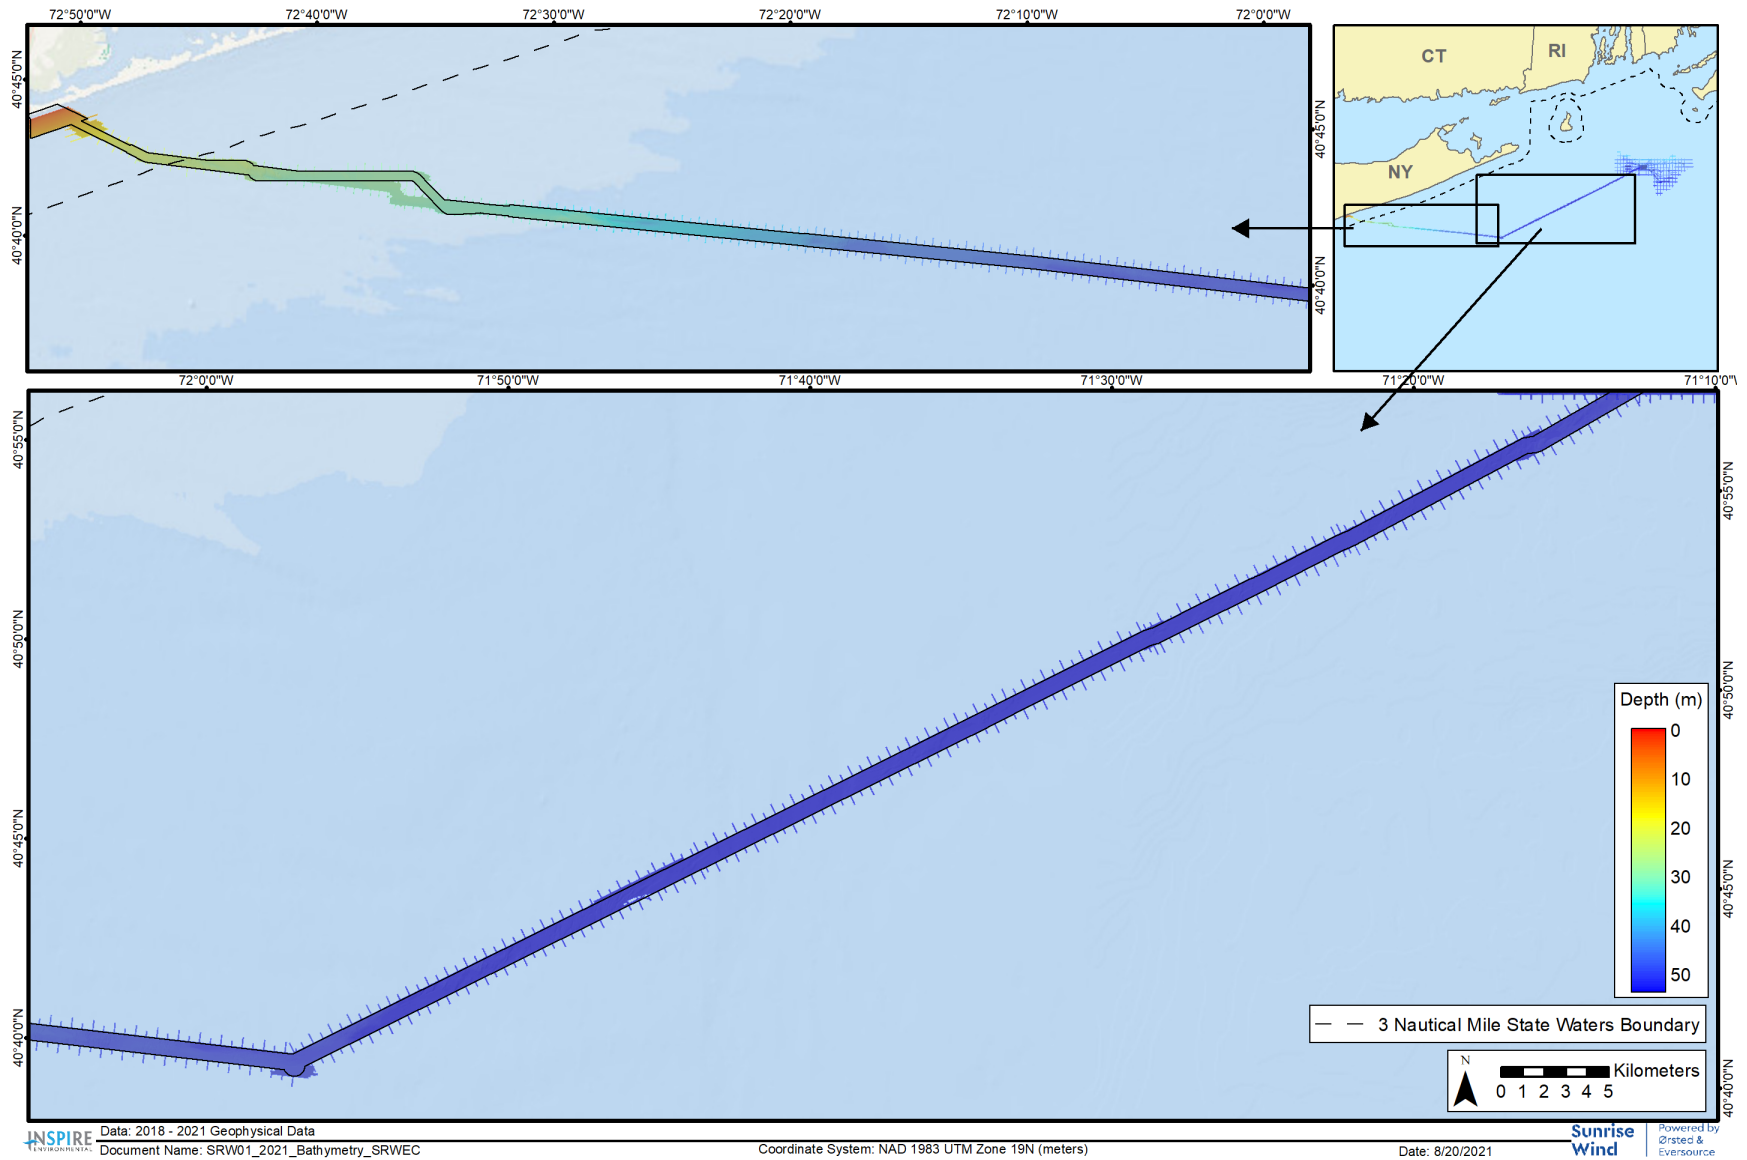 72°50'0"W 72°40'0"W 72°30'0"W 72°20'0"W 72°10'0"W 72°0'0"W
40°45'0"N
40°40'0"N
40°45'0"N
40°40'0"N
CT
RI
NY
72°0'0"W 71°50'0"W 71°40'0"W 71°30'0"W 71°20'0"W 71°10'0"W
40°55'0"N
40°50'0"N
40°45'0"N
40°40'0"N
40°55'0"N
40°50'0"N
40°45'0"N
40°40'0"N
Depth (m)
0
10
20
30
40
50
3 Nautical Mile State Waters Boundary
N
Kilometers
0 1 2 3 4 5
INSPIRE
ENVIRONMENTAL
Data: 2018 - 2021 Geophysical Data
Document Name: SRW01_2021_Bathymetry_SRWEC
Coordinate System: NAD 1983 UTM Zone 19N (meters)
Date: 8/20/2021
Sunrise
Wind
Powered by
Ørsted &
Eversource